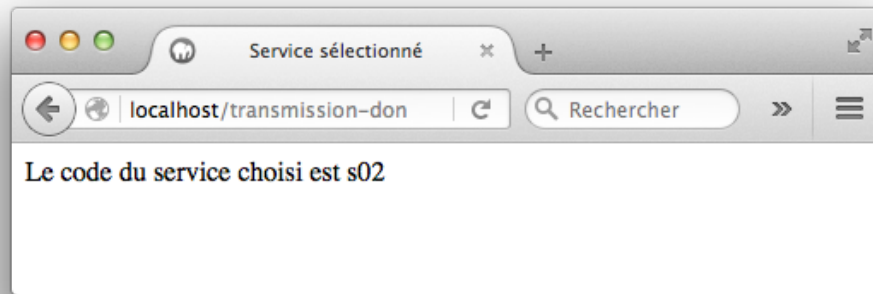 Service sélectionné
localhost/transmission-don
Rechercher
Le code du service choisi est s02